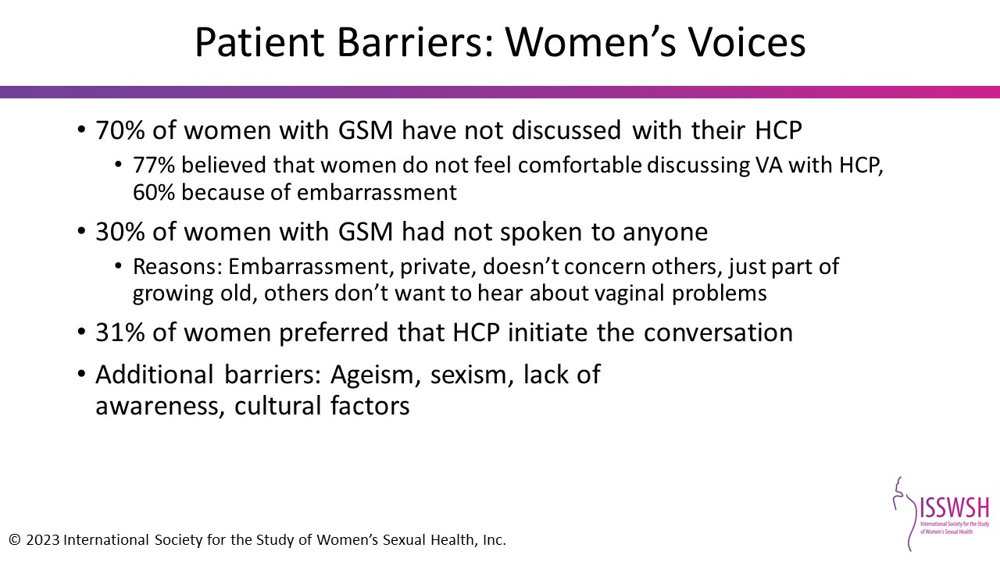 Patient Barriers: Women’s Voices
• 70% of women with GSM have not discussed with their HCP
• 77% believed that women do not feel comfortable discussing VA with HCP,
60% because of embarrassment
• 30% of women with GSM had not spoken to anyone
• Reasons: Embarrassment, private, doesn’t concern others, just part of
growing old, others don’t want to hear about vaginal problems
• 31% of women preferred that HCP initiate the conversation
• Additional barriers: Ageism, sexism, lack of
awareness, cultural factors
ISSWSH
International Society for the Study
of Women’s Sexual Health
© 2023 International Society for the Study of Women’s Sexual Health, Inc.